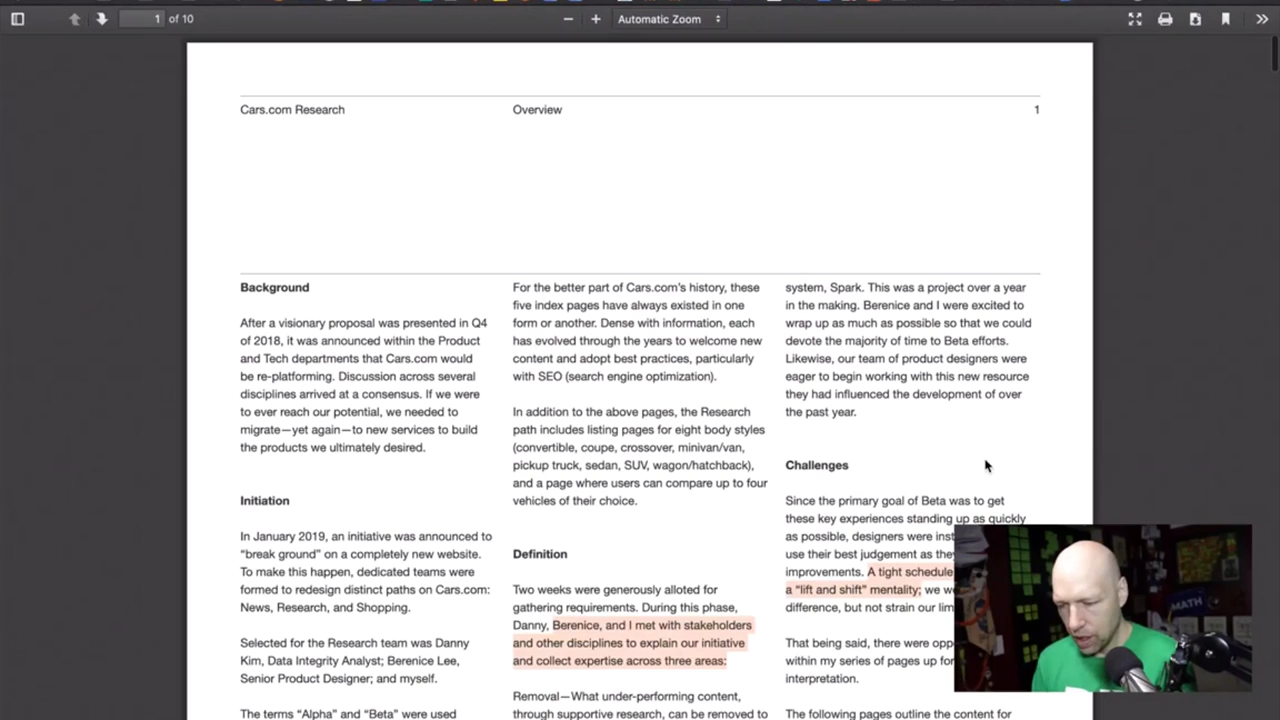 1 of 10
Automatic Zoom
Cars.com Research
Overview
1
Background
After a visionary proposal was presented in Q4
of 2018, it was announced within the Product
and Tech departments that Cars.com would
be re-platforming. Discussion across several
disciplines arrived at a consensus. If we were
to ever reach our potential, we needed to
migrate—yet again—to new services to build
the products we ultimately desired.
Initiation
In January 2019, an initiative was announced to
“break ground” on a completely new website.
To make this happen, dedicated teams were
formed to redesign distinct paths on Cars.com:
News, Research, and Shopping.
Selected for the Research team was Danny
Kim, Data Integrity Analyst; Berenice Lee,
Senior Product Designer; and myself.
The terms “Alpha” and “Beta” were used
For the better part of Cars.com’s history, these
five index pages have always existed in one
form or another. Dense with information, each
has evolved through the years to welcome new
content and adopt best practices, particularly
with SEO (search engine optimization).
In addition to the above pages, the Research
path includes listing pages for eight body styles
(convertible, coupe, crossover, minivan/van,
pickup truck, sedan, SUV, wagon/hatchback),
and a page where users can compare up to four
vehicles of their choice.
Definition
Two weeks were generously alloted for
gathering requirements. During this phase,
Danny, Berenice, and I met with stakeholders
and other disciplines to explain our initiative
and collect expertise across three areas:
Removal—What under-performing content,
through supportive research, can be removed to
system, Spark. This was a project over a year
in the making. Berenice and I were excited to
wrap up as much as possible so that we could
devote the majority of time to Beta efforts.
Likewise, our team of product designers were
eager to begin working with this new resource
they had influenced the development of over
the past year.
Challenges
Since the primary goal of Beta was to get
these key experiences standing up as quickly
as possible, designers were
use their best judgement as
improvements. A tight schedule
a “lift and shift” mentality; we
difference, but not strain our
That being said, there were
within my series of pages up
interpretation.
The following pages outline the content for
MATH